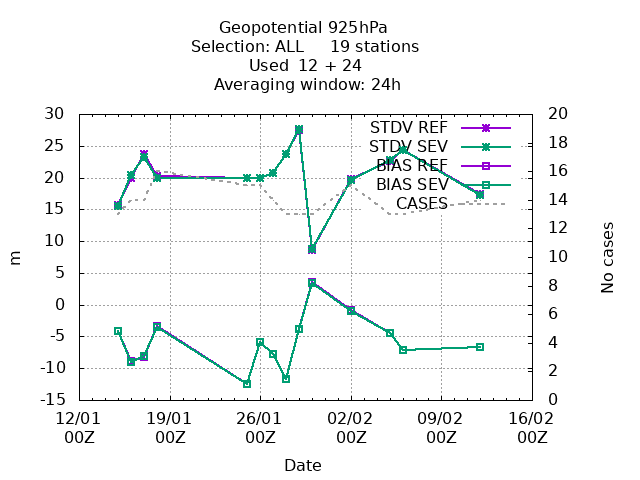 Geopotential 925hPa
Selection: ALL     19 stations
Used  12 + 24
Averaging window: 24h
30 20
25 18
20 16
15 14
10 12
5 10
0 8
-5 6
-10 4
-15 2
0
STDV REF
STDV SEV
BIAS REF
BIAS SEV
CASES
m
No cases
12/01 19/01 26/01 02/02 09/02 16/02
00Z 00Z 00Z 00Z 00Z 00Z
Date